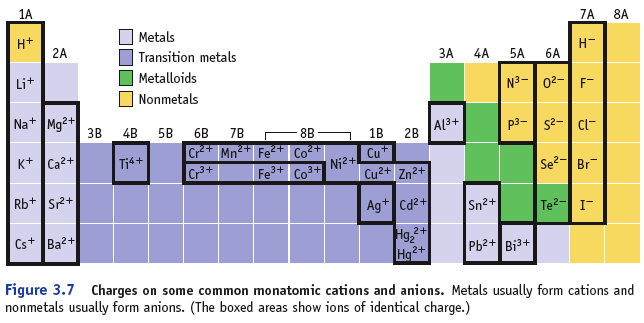 1A 7A 8A
H⁺ Metals H⁻
2A Transition metals 3A 4A 5A 6A
Li⁺ Metalloids N³⁻ O²⁻ F⁻
Nonmetals
Na⁺ Mg²⁺ 3B 4B 5B 6B 7B 8B 1B 2B Al³⁺ P³⁻ S²⁻ Cl⁻
K⁺ Ca²⁺ Ti⁴⁺ Cr²⁺ Mn²⁺ Fe²⁺ Co²⁺ Ni²⁺ Cu⁺ Se²⁻ Br⁻
Cr³⁺ Fe³⁺ Co³⁺ Cu²⁺ Zn²⁺
Rb⁺ Sr²⁺ Ag⁺ Cd²⁺ Sn²⁺ Te²⁻ I⁻
Cs⁺ Ba²⁺ Hg₂²⁺ Pb²⁺ Bi³⁺
Hg²⁺
Figure 3.7 Charges on some common monatomic cations and anions. Metals usually form cations and
nonmetals usually form anions. (The boxed areas show ions of identical charge.)